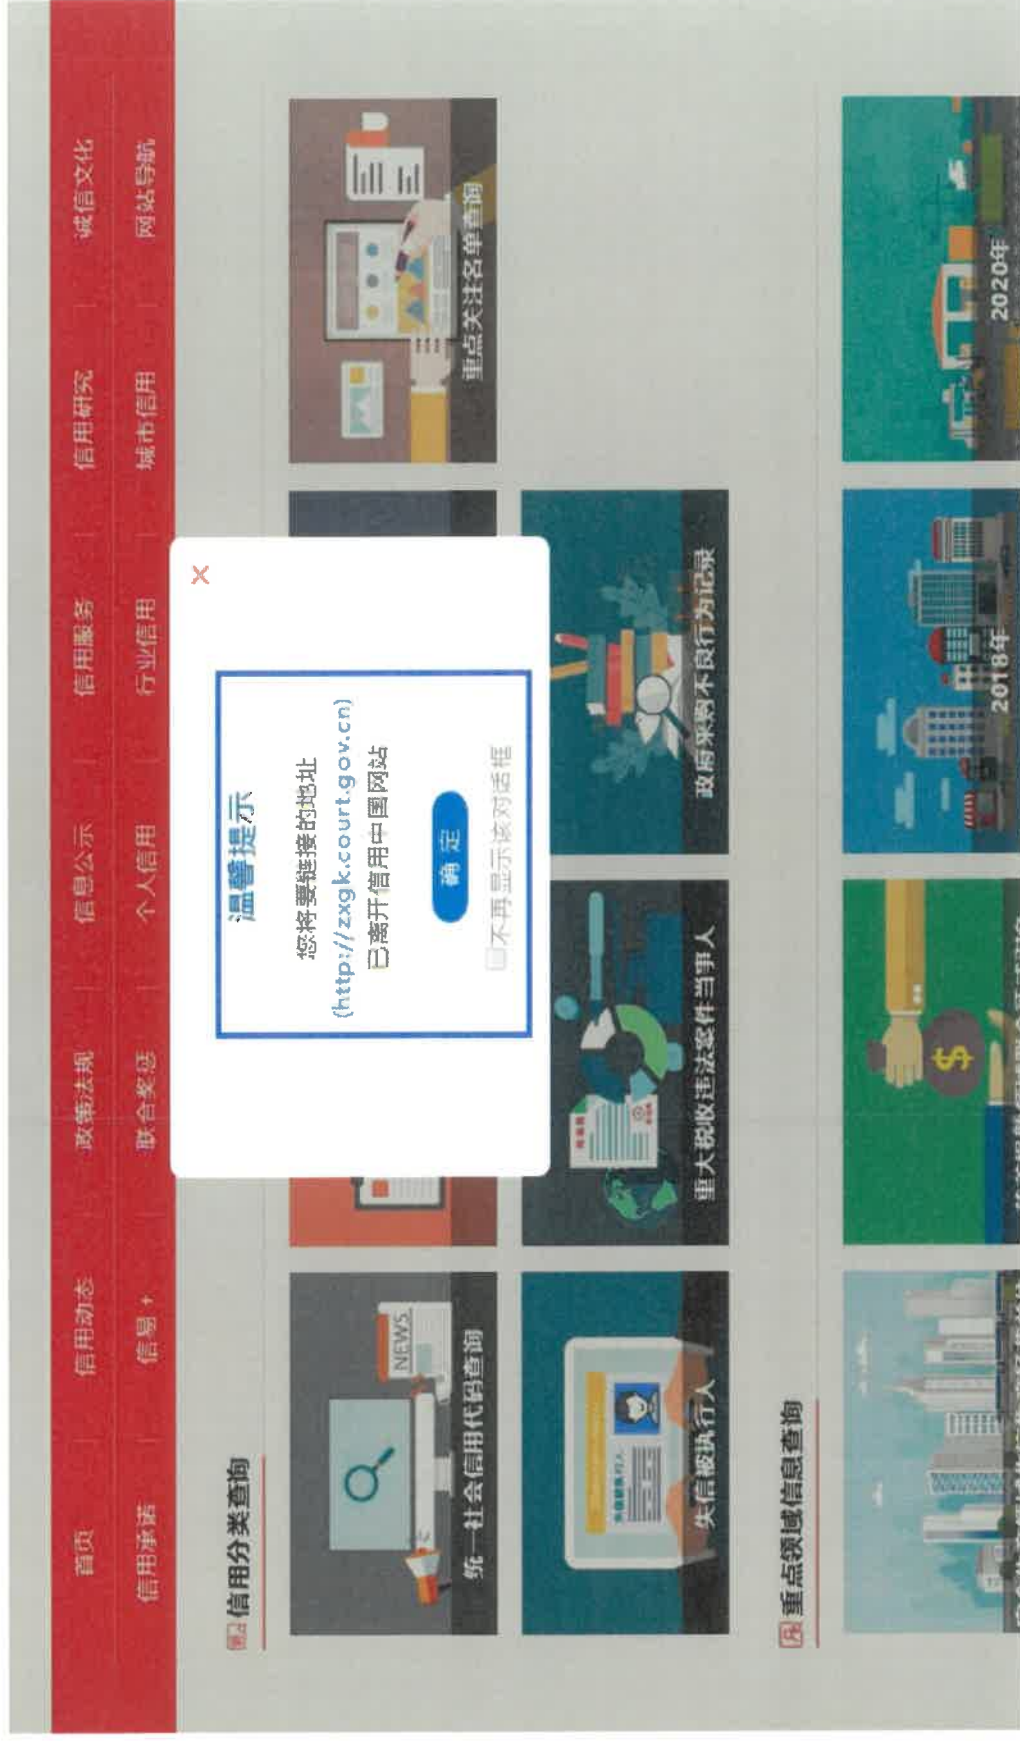 首页 信用动态 政策法规 信息公示 信用服务 信用研究 诚信文化
信用承诺 信易+ 联合奖惩 个人信用 行业信用 城市信用 网站导航
信用分类查询
NEWS
统一社会信用代码查询
重点关注名单查询
温馨提示
您将要链接的地址
(http://zxgk.court.gov.cn)
已离开信用中国网站
确定
不再显示该对话框
失信被执行人
重大税收违法案件当事人
政府采购不良行为记录
重点领域信息查询
2018年
2020年